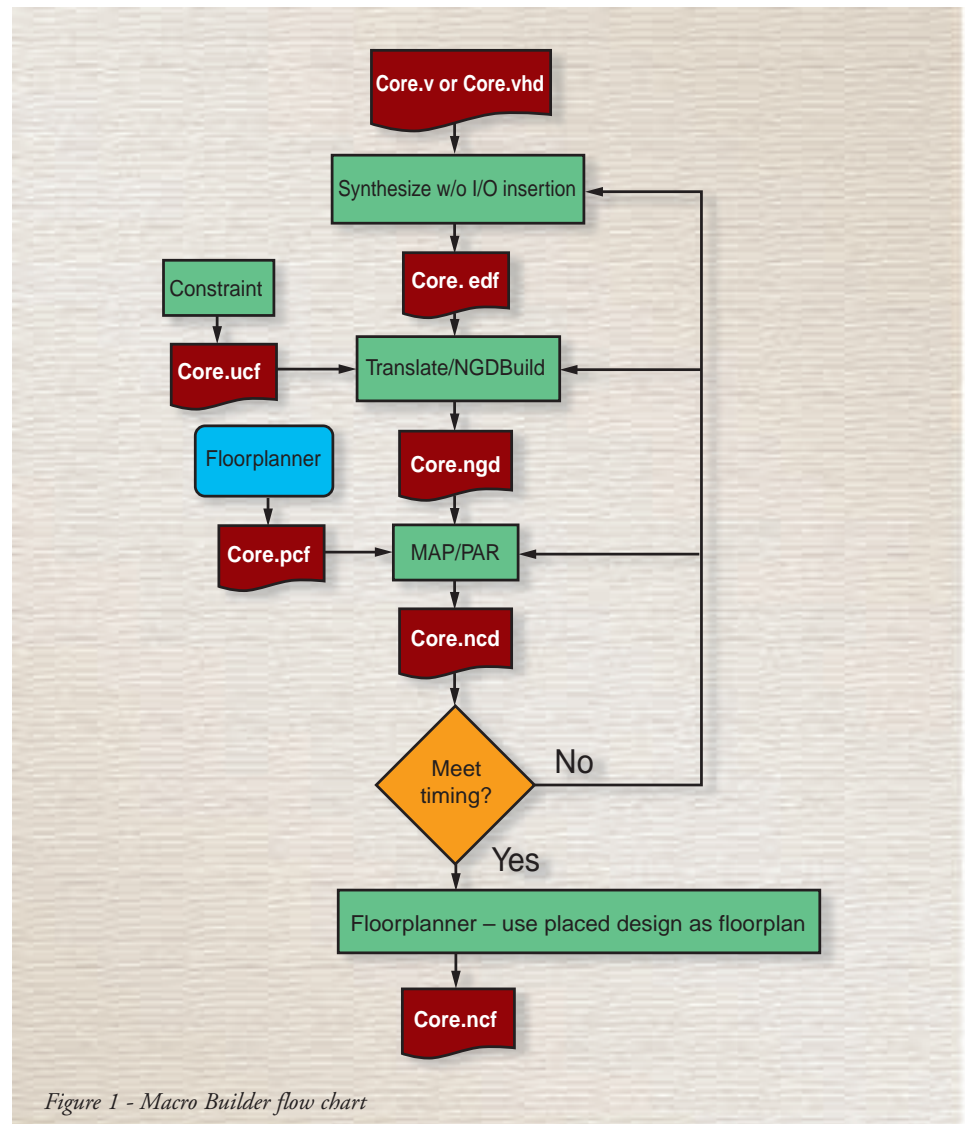 Core.v or Core.vhd
Synthesize w/o I/O insertion
Core. edf
Constraint
Core.ucf
Translate/NGDBuild
Core.ngd
Floorplanner
Core.pcf
MAP/PAR
Core.ncd
Meet
timing?
No
Yes
Floorplanner – use placed design as floorplan
Core.ncf
Figure 1 - Macro Builder flow chart